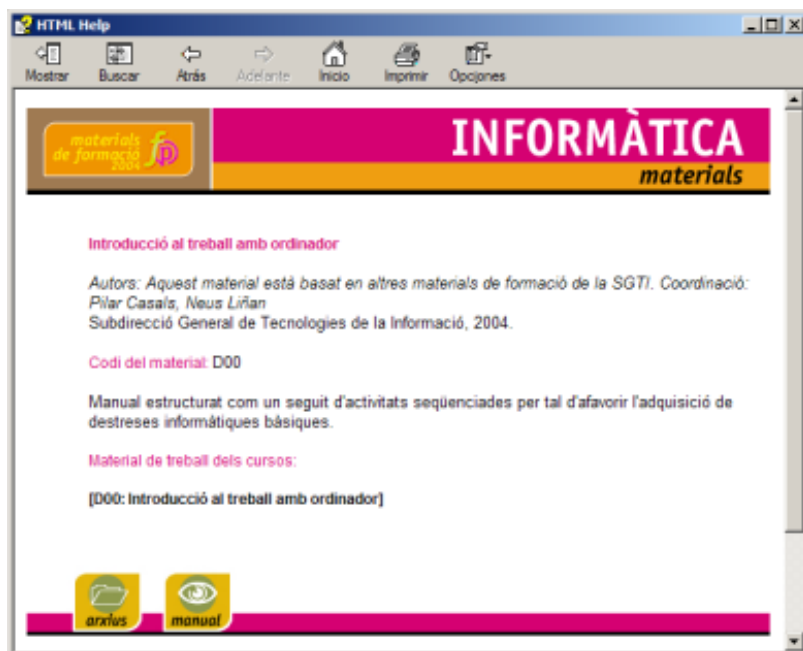 HTML Help
Mostrar Buscar Atrás Adelante Inicio Imprimir Opciones
materials
de formació fp
2004
INFORMÀTICA
materials
Introducció al treball amb ordinador
Autors: Aquest material està basat en altres materials de formació de la SGTI. Coordinació:
Pilar Casals, Neus Liñan
Subdirecció General de Tecnologies de la Informació, 2004.
Codi del material: D00
Manual estructurat com un seguit d'activitats seqüenciades per tal d'afavorir l'adquisició de
destreses informàtiques bàsiques.
Material de treball dels cursos:
[D00: Introducció al treball amb ordinador]
arxius manual